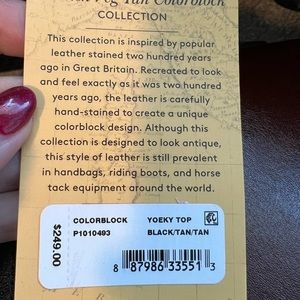 Veg Tan Colorblock
COLLECTION
This collection is inspired by popular
leather stained two hundred years
ago in Great Britain. Recreated to look
and feel exactly as it was two hundred
years ago, the leather is carefully
hand-stained to create a unique
colorblock design. Although this
collection is designed to look antique,
this style of leather is still prevalent
in handbags, riding boots, and horse
tack equipment around the world.
$249.00
COLORBLOCK YOEKY TOP
P1010493 BLACK/TAN/TAN
8 87986 33551 3